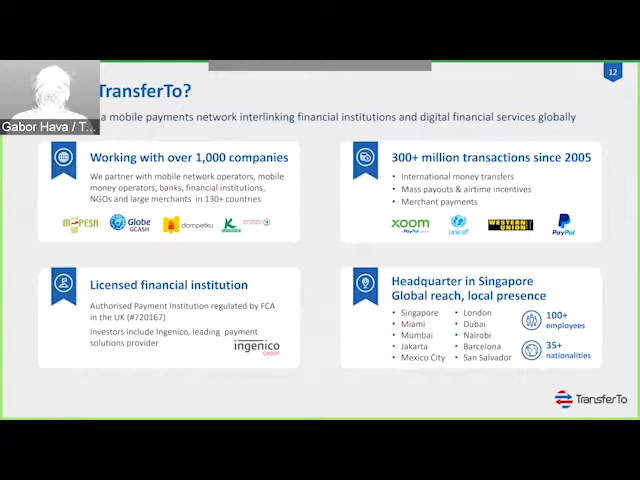 12
TransferTo?
a mobile payments network interlinking financial institutions and digital financial services globally
Gabor Hava / T...
Working with over 1,000 companies
We partner with mobile network operators, mobile
money operators, banks, financial institutions,
NGOs and large merchants in 130+ countries
M-PESA
Globe
GCASH
dompetku
300+ million transactions since 2005
• International money transfers
• Mass payouts & airtime incentives
• Merchant payments
xoom
unicef
WESTERN UNION
PayPal
Licensed financial institution
Authorised Payment Institution regulated by FCA
in the UK (#720167)
Investors include Ingenico, leading payment
solutions provider
ingenico
GROUP
Headquarter in Singapore
Global reach, local presence
• Singapore
• Miami
• Mumbai
• Jakarta
• Mexico City
• London
• Dubai
• Nairobi
• Barcelona
• San Salvador
100+
employees
35+
nationalities
TransferTo